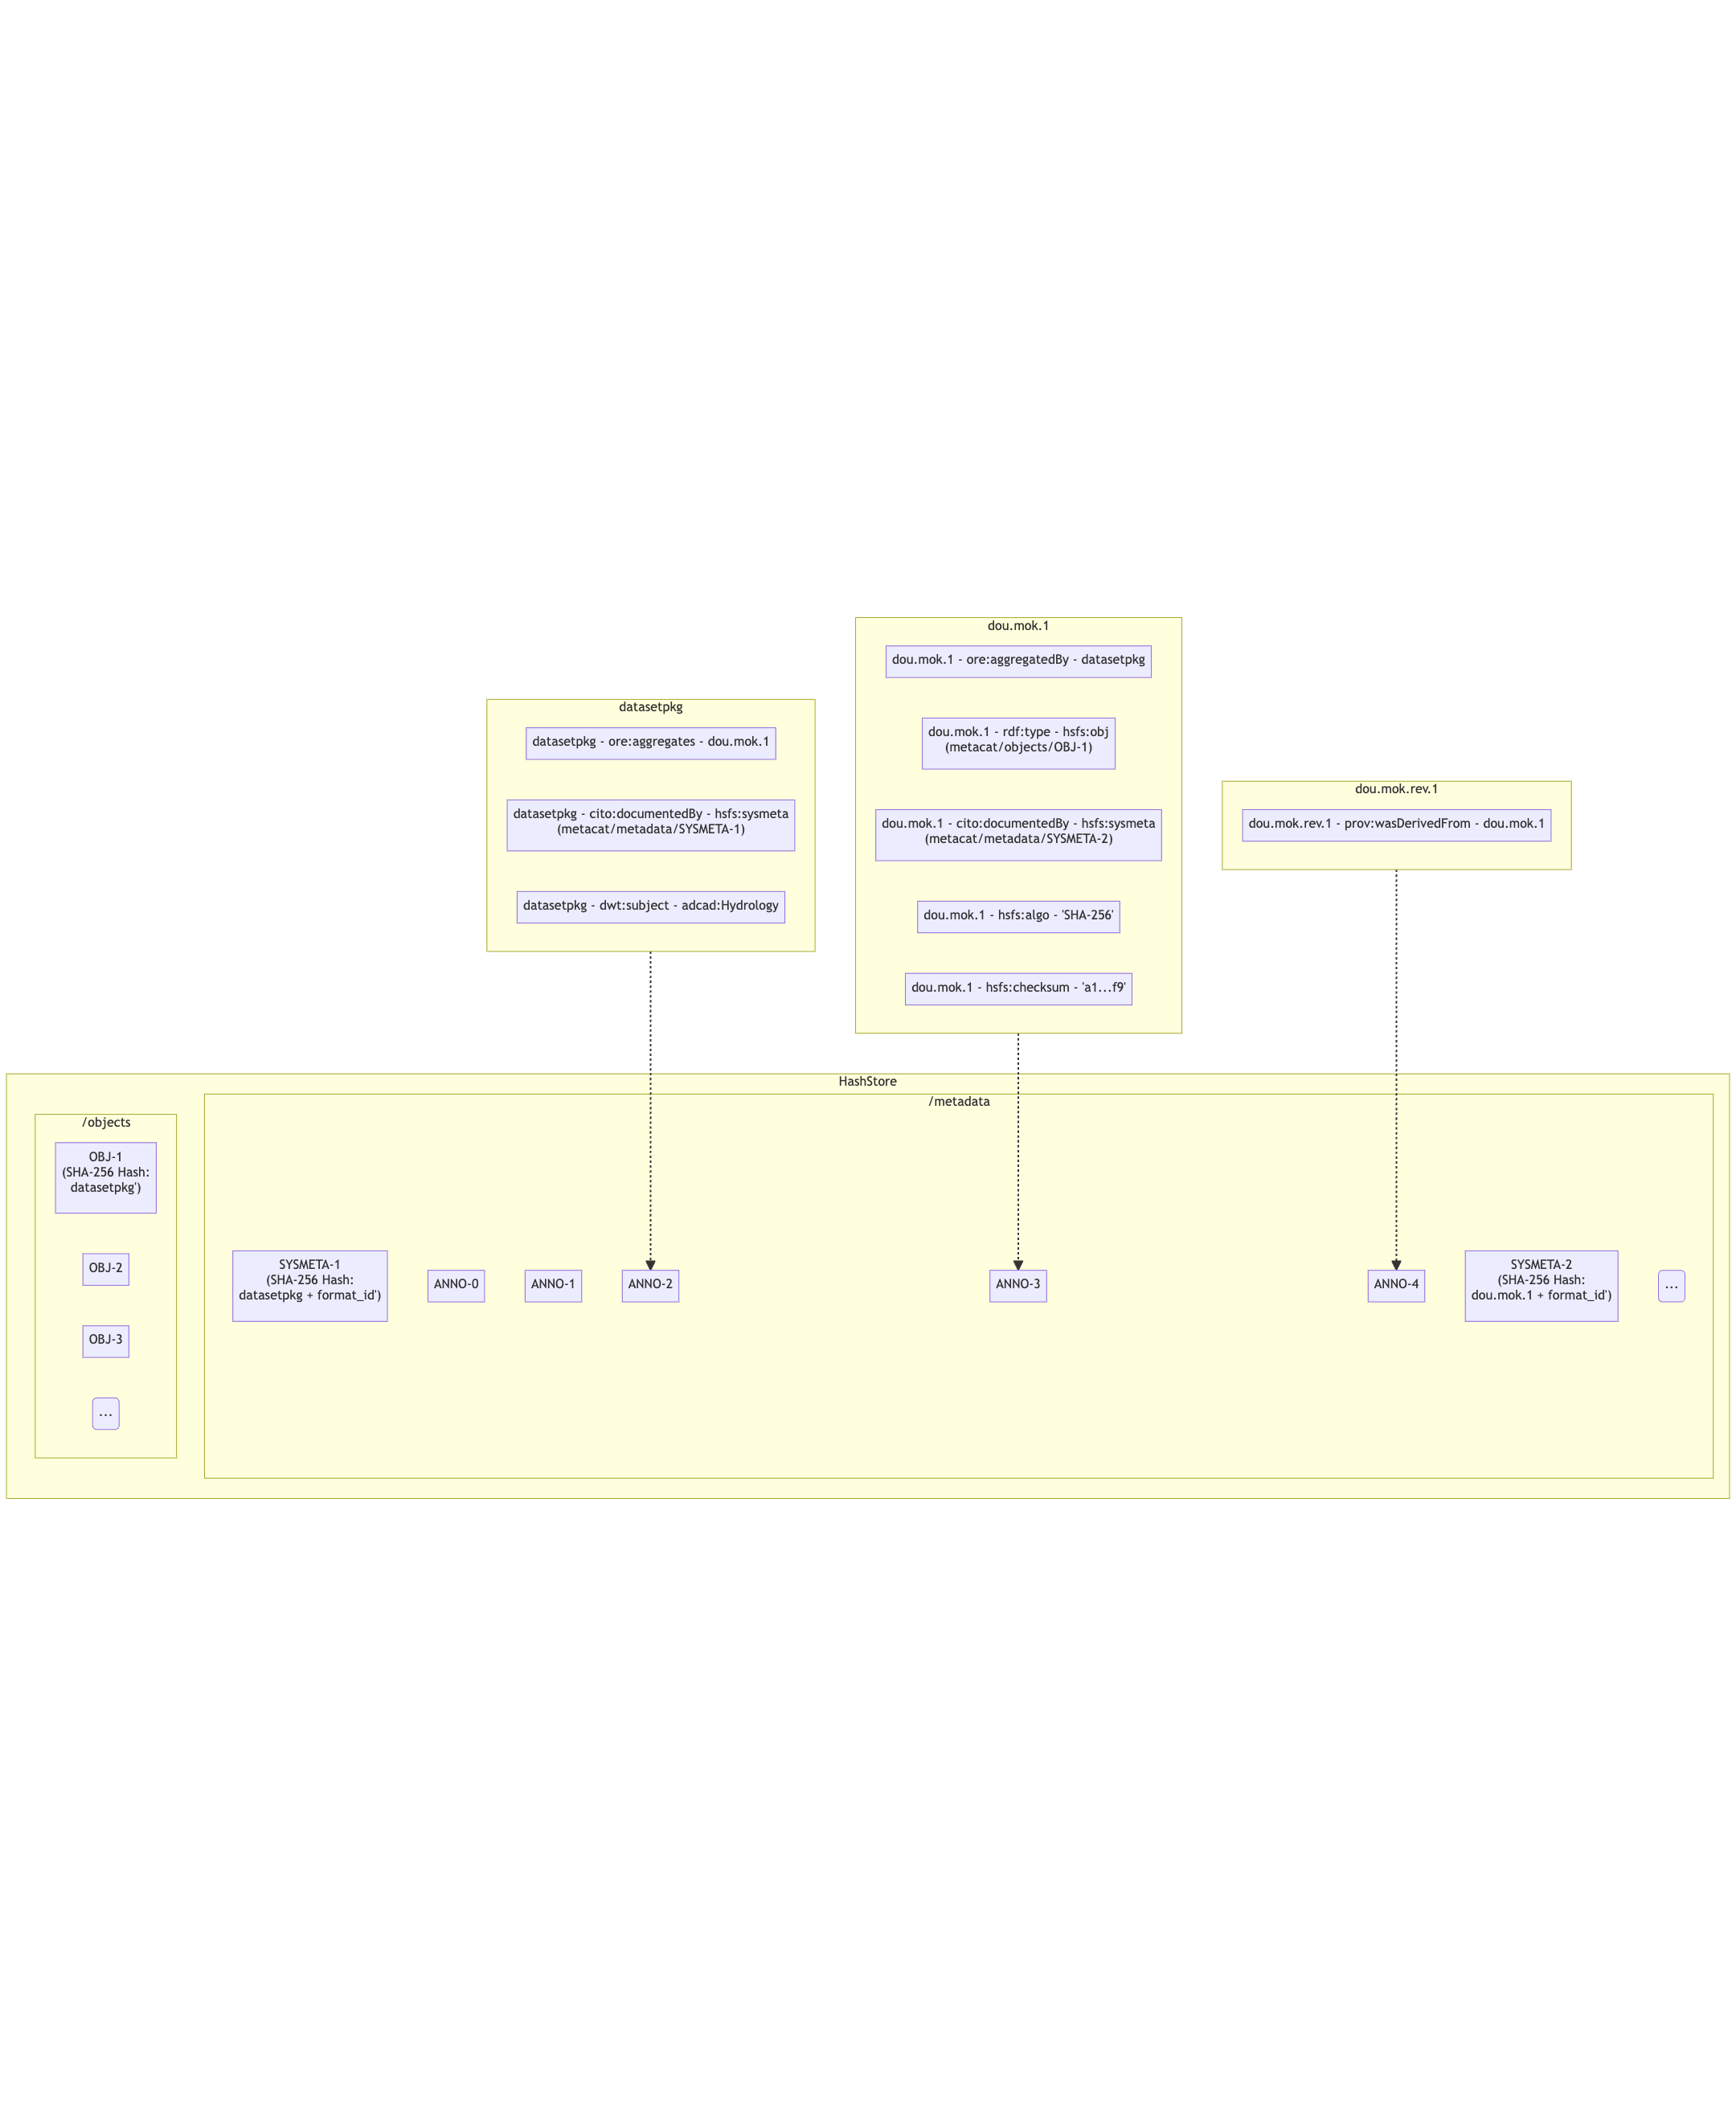 datasetpkg
datasetpkg - ore:aggregates - dou.mok.1
datasetpkg - cito:documentedBy - hsfs:sysmeta
(metacat/metadata/SYSMETA-1)
datasetpkg - dwt:subject - adcad:Hydrology
dou.mok.1
dou.mok.1 - ore:aggregatedBy - datasetpkg
dou.mok.1 - rdf:type - hsfs:obj
(metacat/objects/OBJ-1)
dou.mok.1 - cito:documentedBy - hsfs:sysmeta
(metacat/metadata/SYSMETA-2)
dou.mok.1 - hsfs:algo - 'SHA-256'
dou.mok.1 - hsfs:checksum - 'a1...f9'
dou.mok.rev.1
dou.mok.rev.1 - prov:wasDerivedFrom - dou.mok.1
HashStore
/objects
OBJ-1
(SHA-256 Hash:
datasetpkg')
OBJ-2
OBJ-3
...
/metadata
SYSMETA-1
(SHA-256 Hash:
datasetpkg + format_id')
ANNO-0
ANNO-1
ANNO-2
ANNO-3
ANNO-4
SYSMETA-2
(SHA-256 Hash:
dou.mok.1 + format_id')
...